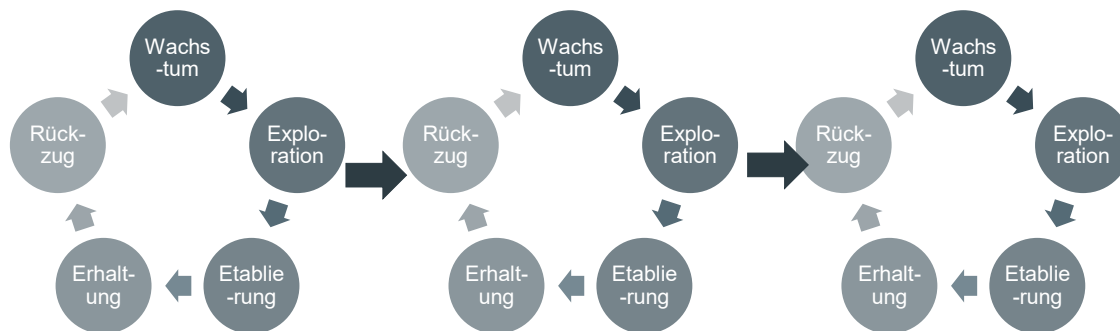 Wachs
-tum
Explo-
ration
Etablie
-rung
Erhalt-
ung
Rück-
zug
Wachs
-tum
Explo-
ration
Etablie
-rung
Erhalt-
ung
Rück-
zug
Wachs
-tum
Explo-
ration
Etablie
-rung
Erhalt-
ung
Rück-
zug